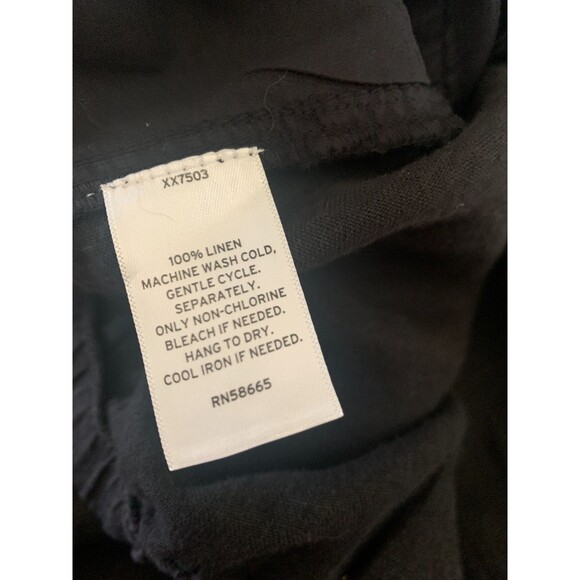 XX7503
100% LINEN
MACHINE WASH COLD,
GENTLE CYCLE.
SEPARATELY.
ONLY NON-CHLORINE
BLEACH IF NEEDED.
HANG TO DRY.
COOL IRON IF NEEDED.
RN58665